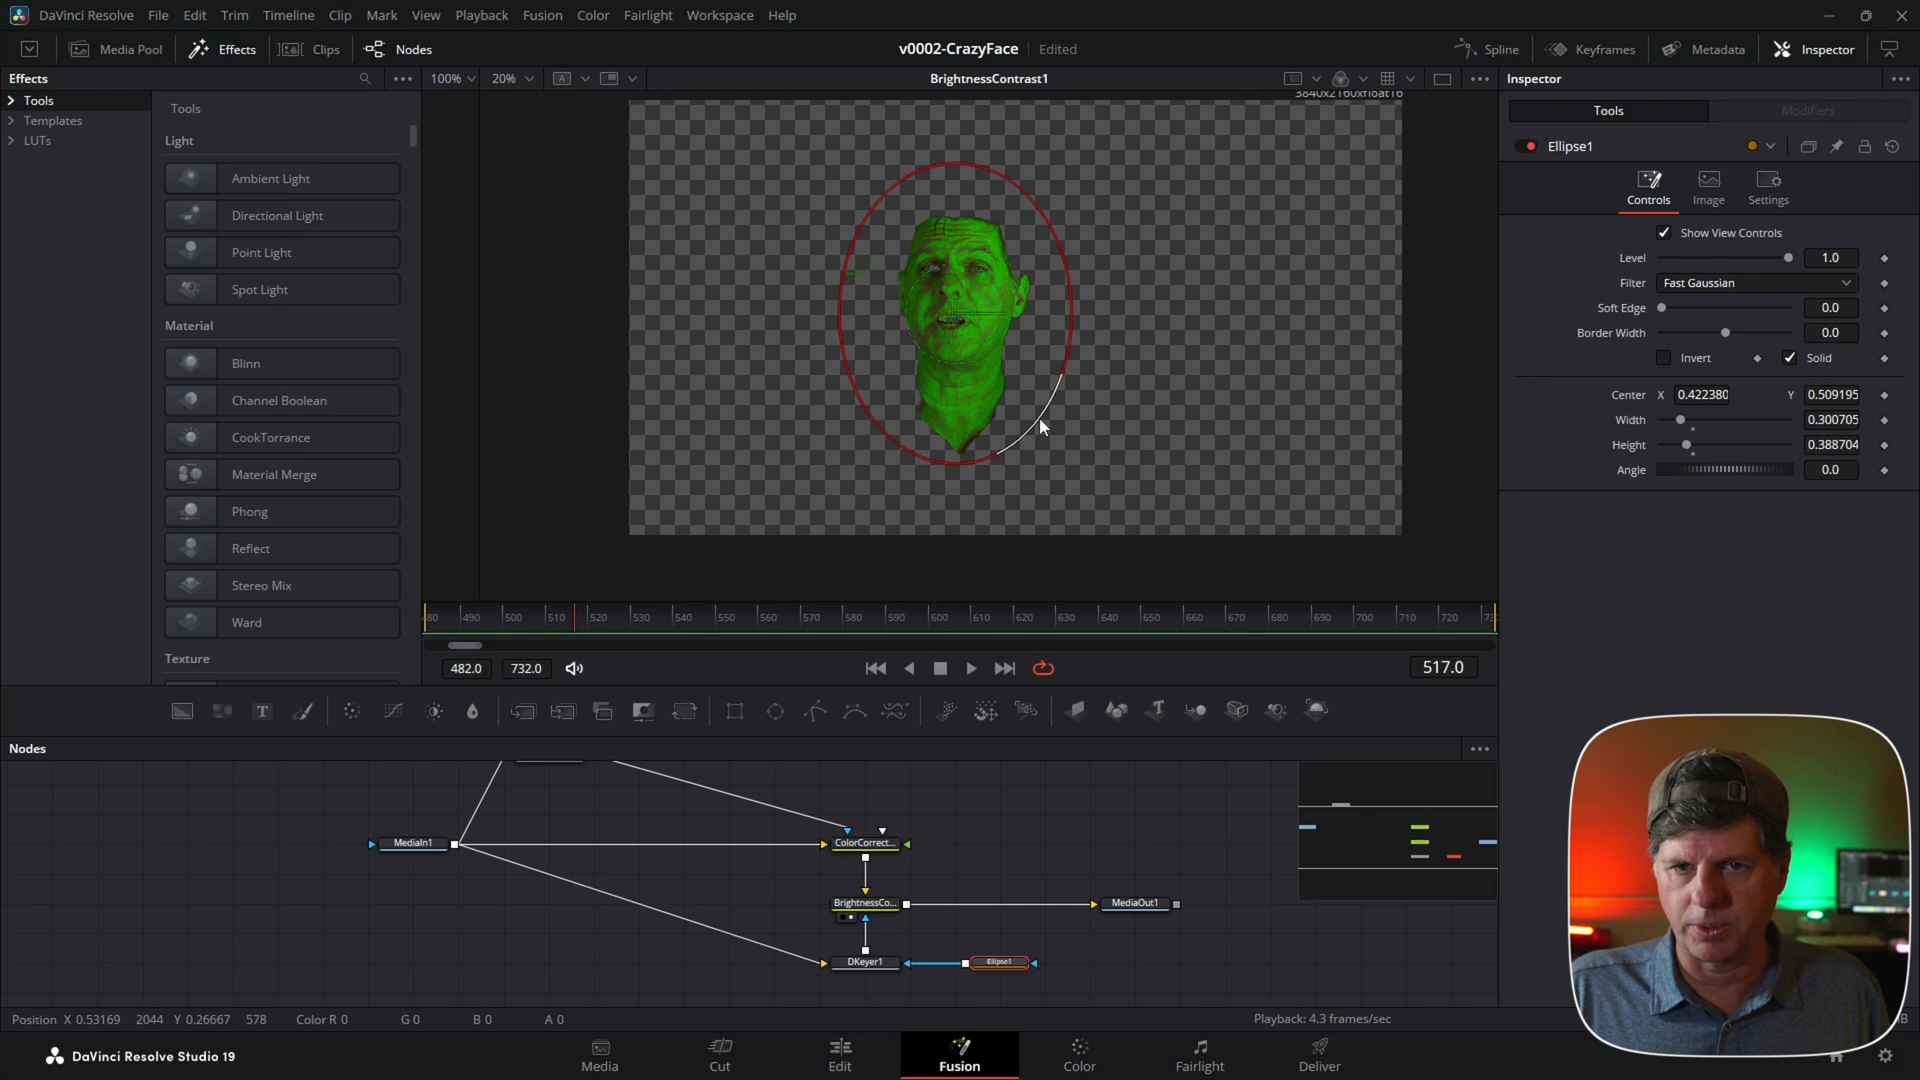 DaVinci Resolve File Edit Trim Timeline Clip Mark View Playback Fusion Color Fairlight Workspace Help
Media Pool Effects Clips Nodes v0002-CrazyFace Edited Spline Keyframes Metadata Inspector
Effects 100% 20% A BrightnessContrast1 Inspector
3840x2160xfloat16
Tools
Templates
LUTs
Tools
Light
Ambient Light
Directional Light
Point Light
Spot Light
Material
Blinn
Channel Boolean
CookTorrance
Material Merge
Phong
Reflect
Stereo Mix
Ward
Texture
Tools Modifiers
Ellipse1
Controls Image Settings
Show View Controls
Level 1.0
Filter Fast Gaussian
Soft Edge 0.0
Border Width 0.0
Invert Solid
Center X 0.422380 Y 0.509195
Width 0.300705
Height 0.388704
Angle 0.0
80 490 500 510 520 530 540 550 560 570 580 590 600 610 620 630 640 650 660 670 680 690 700 710 720 73
482.0 732.0 517.0
T
Nodes
MediaIn1
ColorCorrect...
BrightnessCo...
MediaOut1
DKeyer1
Ellipse1
Position X 0.53169 2044 Y 0.26667 578 Color R 0 G 0 B 0 A 0 Playback: 4.3 frames/sec
DaVinci Resolve Studio 19
Media Cut Edit Fusion Color Fairlight Deliver